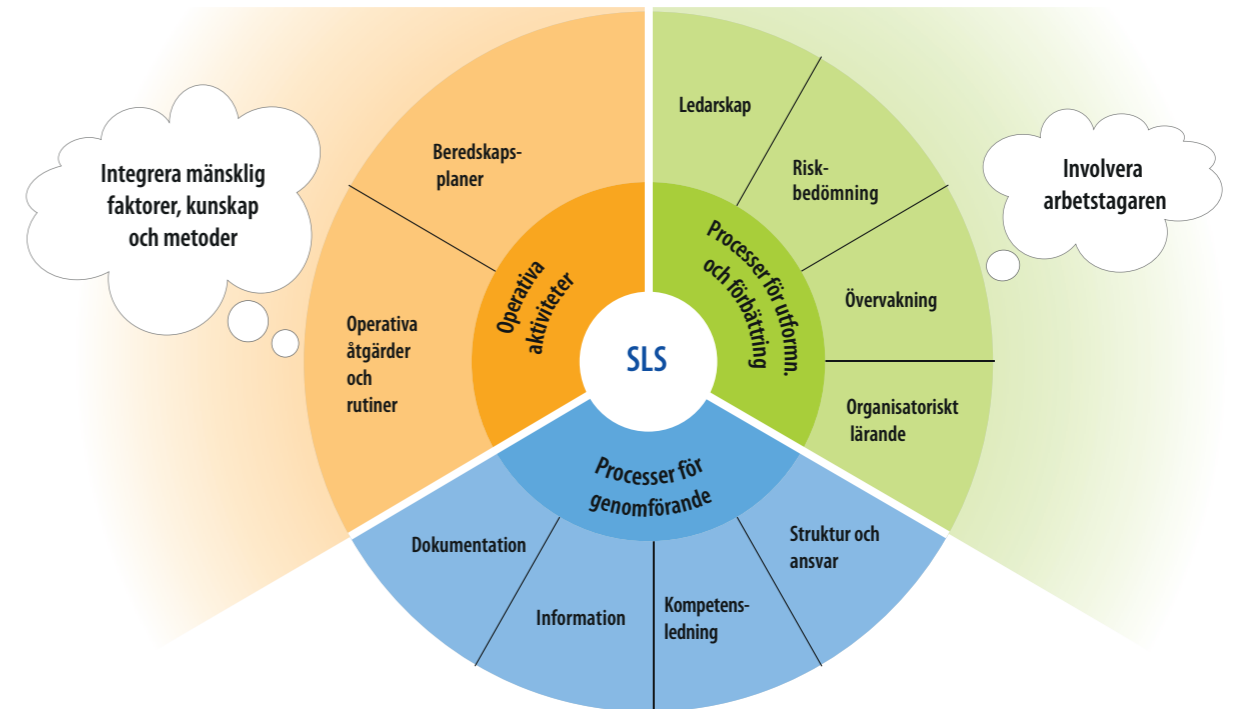 Integrera mänsklig
faktorer, kunskap
och metoder
Beredskaps-
planer
Operativa
åtgärder
och
rutiner
Operativa
aktiviteter
SLS
Ledarskap
Risk-
bedömning
Övervakning
Organisatoriskt
lärande
Processer för utformn.
och förbättring
Involvera
arbetstagaren
Processer för
genomförande
Dokumentation
Information
Kompetens-
ledning
Struktur och
ansvar